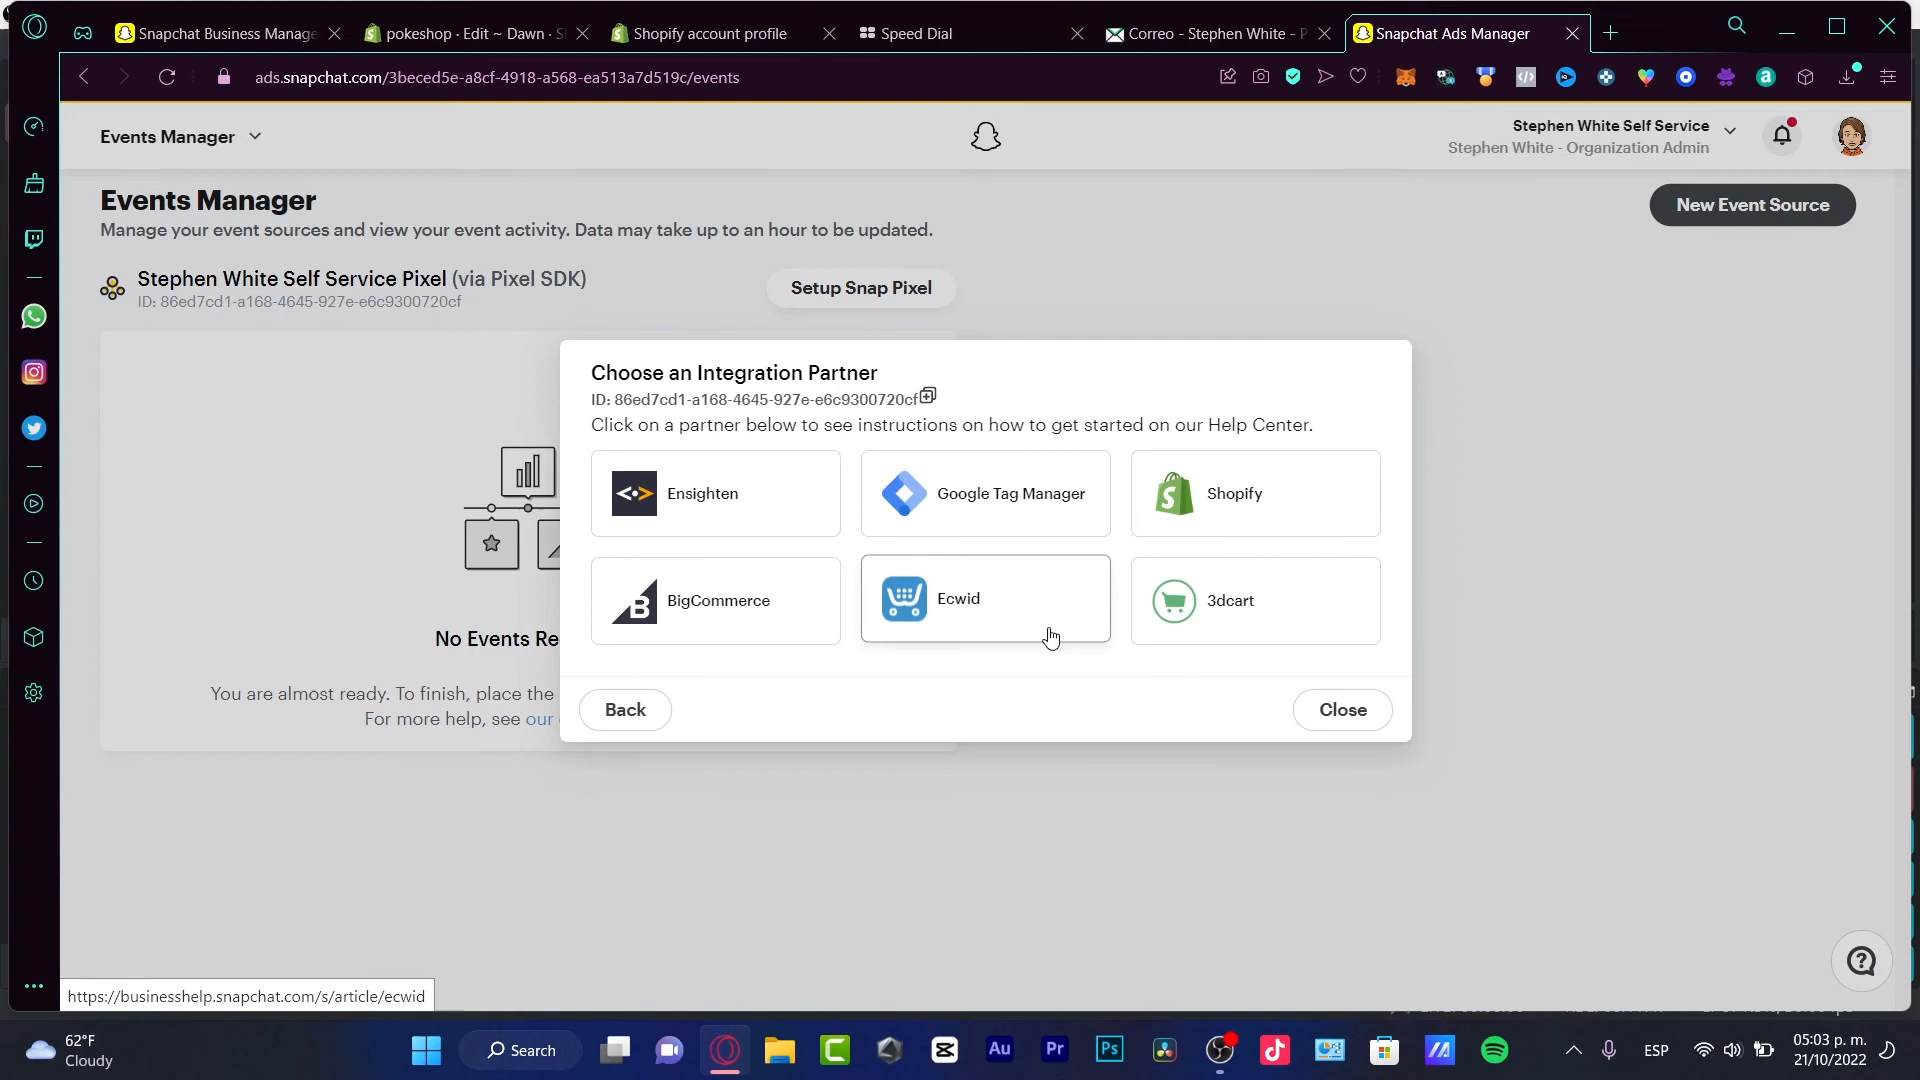 Snapchat Business Manage
pokeshop · Edit ~ Dawn · S
Shopify account profile
Speed Dial
Correo - Stephen White - P
Snapchat Ads Manager
ads.snapchat.com/3beced5e-a8cf-4918-a568-ea513a7d519c/events
Events Manager
Stephen White Self Service
Stephen White - Organization Admin
Events Manager
New Event Source
Manage your event sources and view your event activity. Data may take up to an hour to be updated.
Stephen White Self Service Pixel (via Pixel SDK)
ID: 86ed7cd1-a168-4645-927e-e6c9300720cf
Setup Snap Pixel
Choose an Integration Partner
ID: 86ed7cd1-a168-4645-927e-e6c9300720cf
Click on a partner below to see instructions on how to get started on our Help Center.
Ensighten
Google Tag Manager
Shopify
BigCommerce
Ecwid
3dcart
No Events Re
You are almost ready. To finish, place the
For more help, see our
Back
Close
https://businesshelp.snapchat.com/s/article/ecwid
62°F
Cloudy
Search
Au
Pr
Ps
ESP
05:03 p. m.
21/10/2022